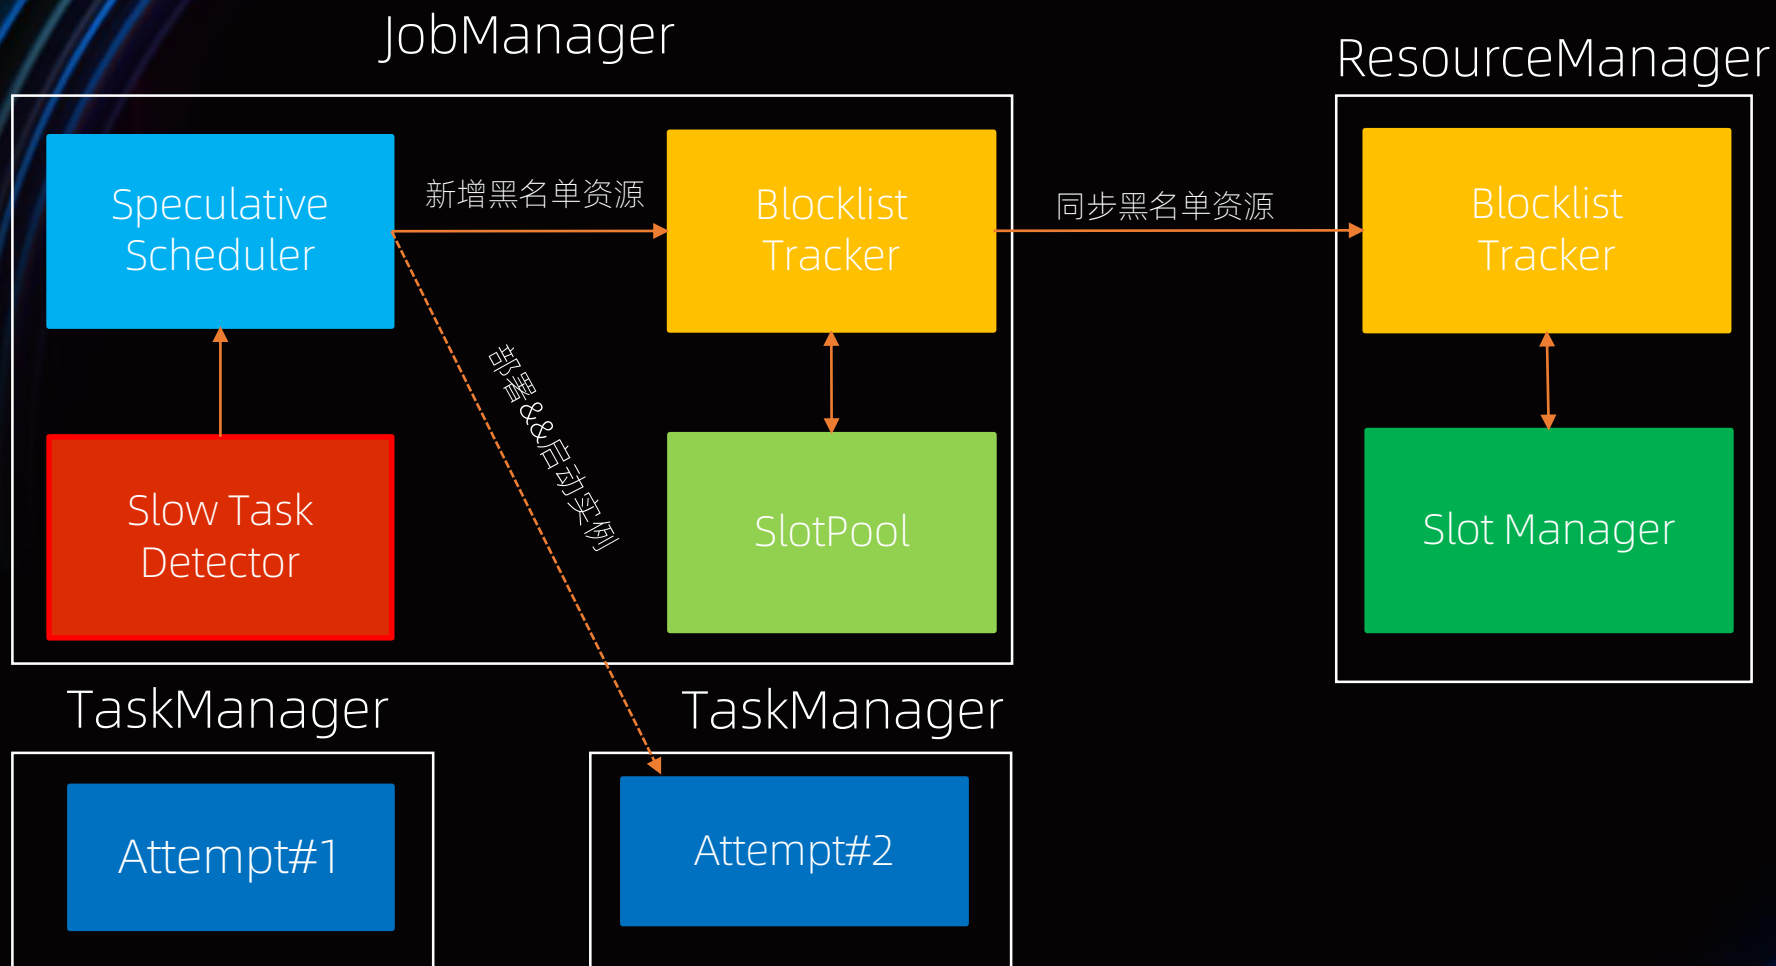 JobManager
ResourceManager
Speculative
Scheduler
新增黑名单资源
Blocklist
Tracker
同步黑名单资源
Blocklist
Tracker
部署&&启动实例
Slow Task
Detector
SlotPool
Slot Manager
TaskManager
TaskManager
Attempt#1
Attempt#2